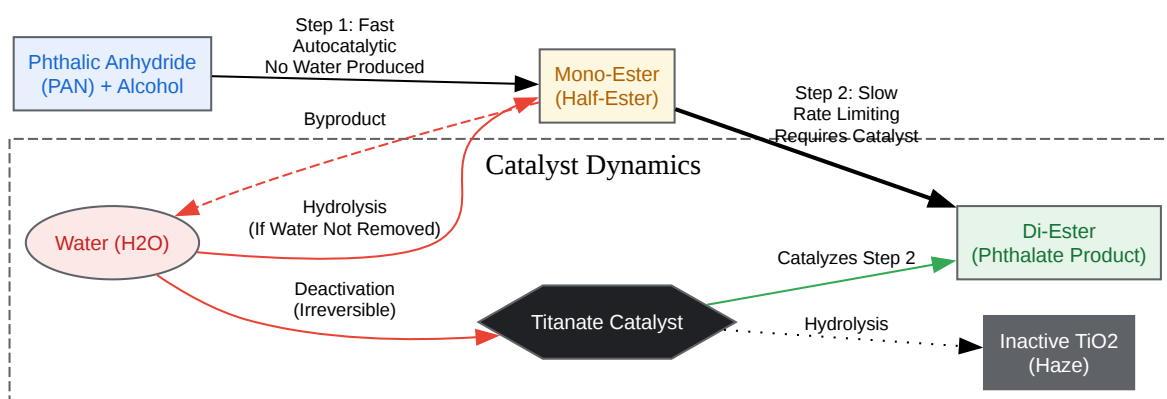 Step 1: Fast
Autocatalytic
No Water Produced
Phthalic Anhydride
(PAN) + Alcohol
Mono-Ester
(Half-Ester)
Step 2: Slow
Rate Limiting
Requires Catalyst
Byproduct
Catalyst Dynamics
Hydrolysis
(If Water Not Removed)
Water (H2O)
Di-Ester
(Phthalate Product)
Catalyzes Step 2
Deactivation
(Irreversible)
Titanate Catalyst
Hydrolysis
Inactive TiO2
(Haze)